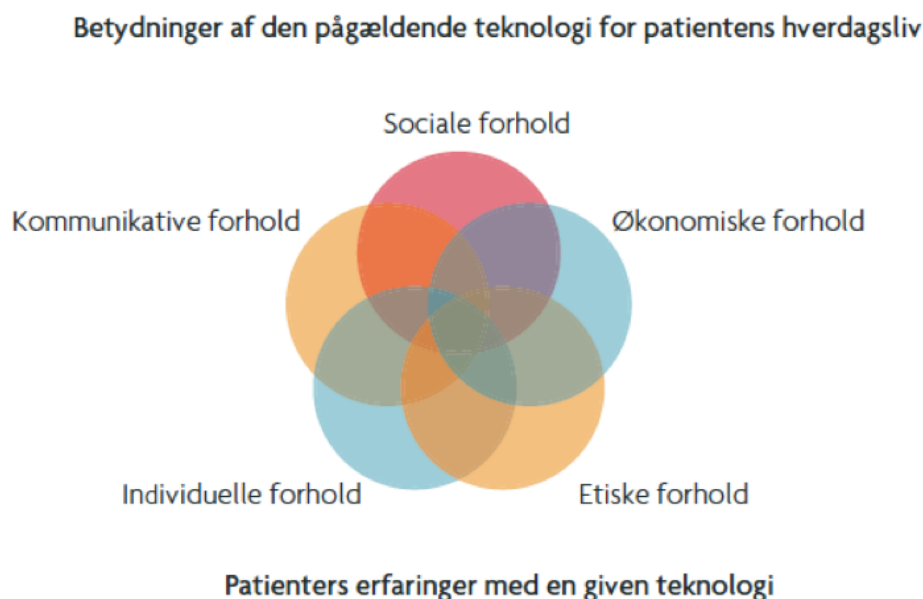 Betydninger af den pågældende teknologi for patientens hverdagsliv
Sociale forhold
Kommunikative forhold
Økonomiske forhold
Individuelle forhold
Etiske forhold
Patienters erfaringer med en given teknologi